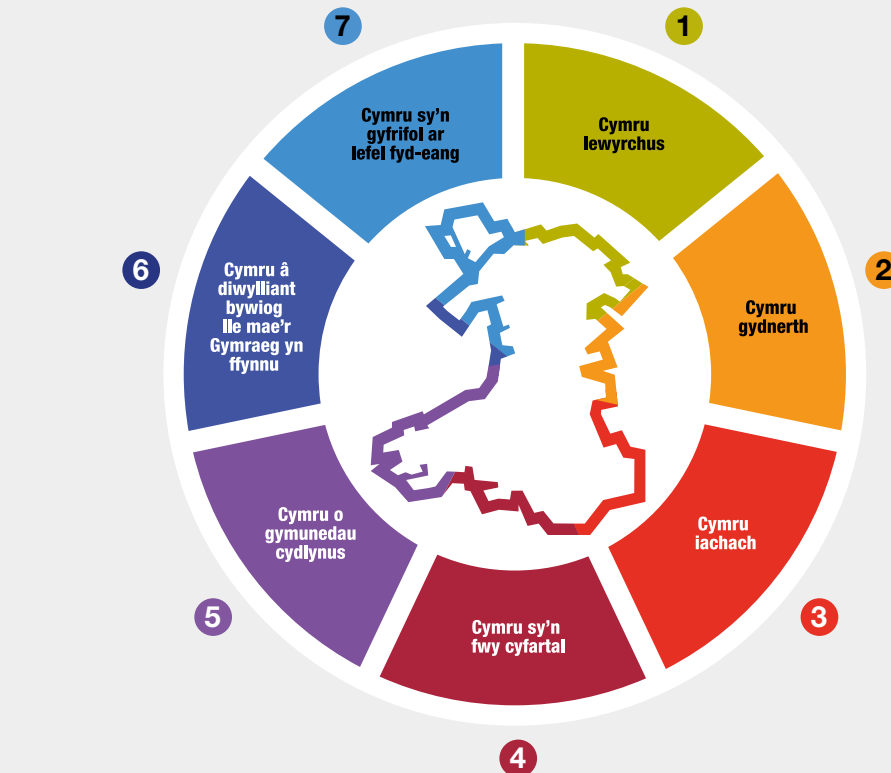 1
Cymru
lewyrchus
2
Cymru
gydnerth
3
Cymru
iachach
4
Cymru sy'n
fwy cyfartal
5
Cymru o
gymunedau
cydlynus
6
Cymru â
diwylliant
bywiog
lle mae'r
Gymraeg yn
ffynnu
7
Cymru sy'n
gyfrifol ar
lefel fyd-eang